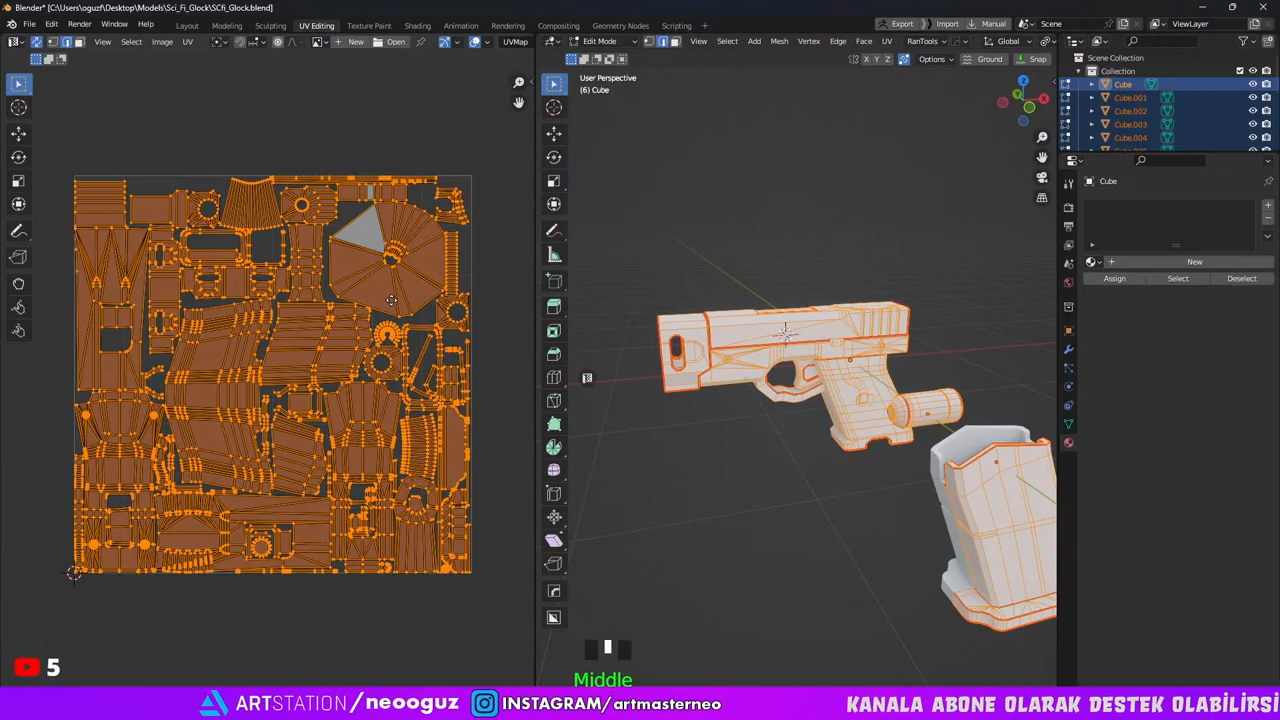 Blender* [C:\Users\oguzf\Desktop\Models\Sci_Fi_Glock\SCfi_Glock.blend]
File Edit Render Window Help Layout Modeling Sculpting UV Editing Texture Paint Shading Animation Rendering Compositing Geometry Nodes Scripting Export Import Manual Scene ViewLayer
View Select Image UV New Open UVMap
Edit Mode View Select Add Mesh Vertex Edge Face UV RanTools Global
X Y Z Options Ground Snap
Scene Collection
Collection
Cube
Cube.001
Cube.002
Cube.003
Cube.004
User Perspective
(6) Cube
Z
Y
X
Cube
New
Assign Select Deselect
5
Middle
ARTSTATION/neooguz INSTAGRAM/artmasterneo KANALA ABONE OLARAK DESTEK OLABİLİRSİ